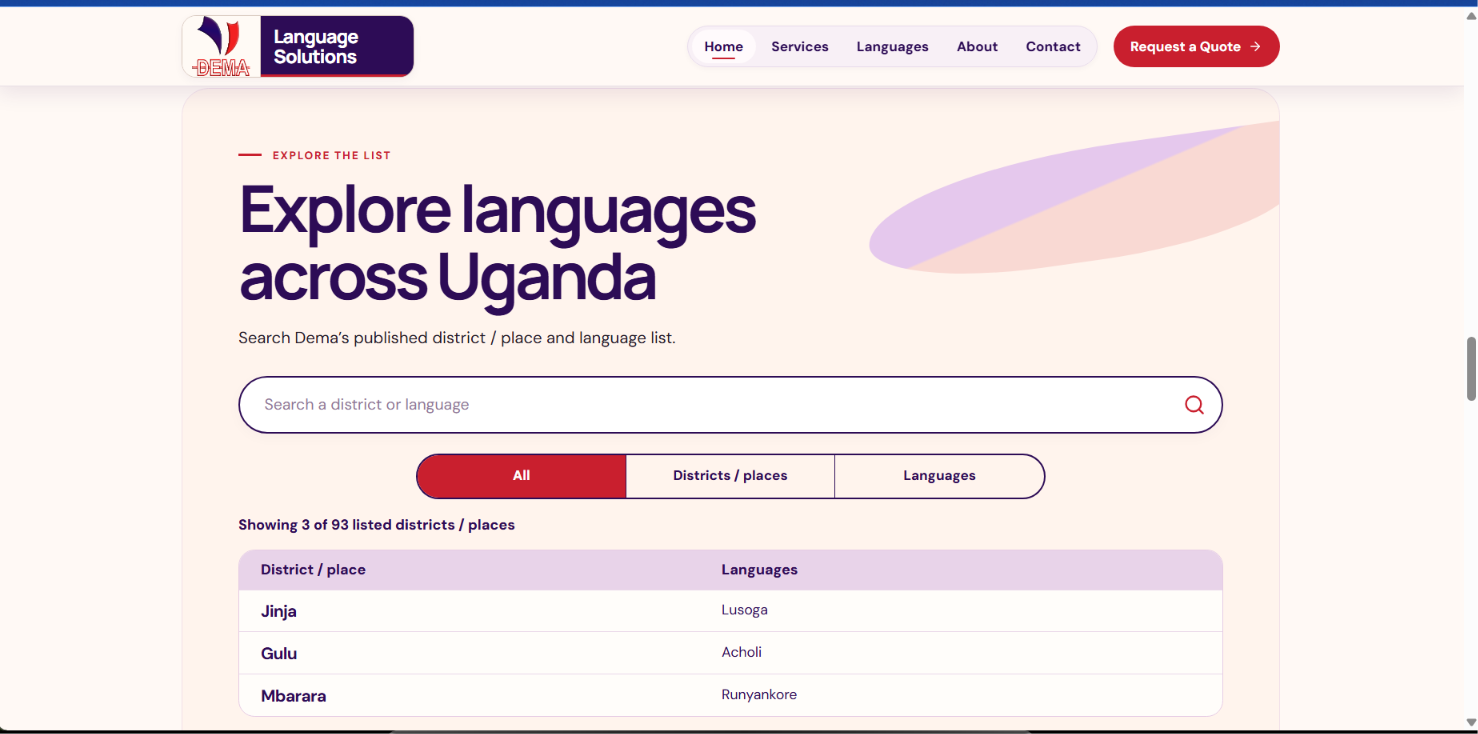 DEMA
Language
Solutions
Home Services Languages About Contact Request a Quote →
EXPLORE THE LIST
Explore languages
across Uganda
Search Dema’s published district / place and language list.
Search a district or language
All Districts / places Languages
Showing 3 of 93 listed districts / places
District / place Languages
Jinja Lusoga
Gulu Acholi
Mbarara Runyankore